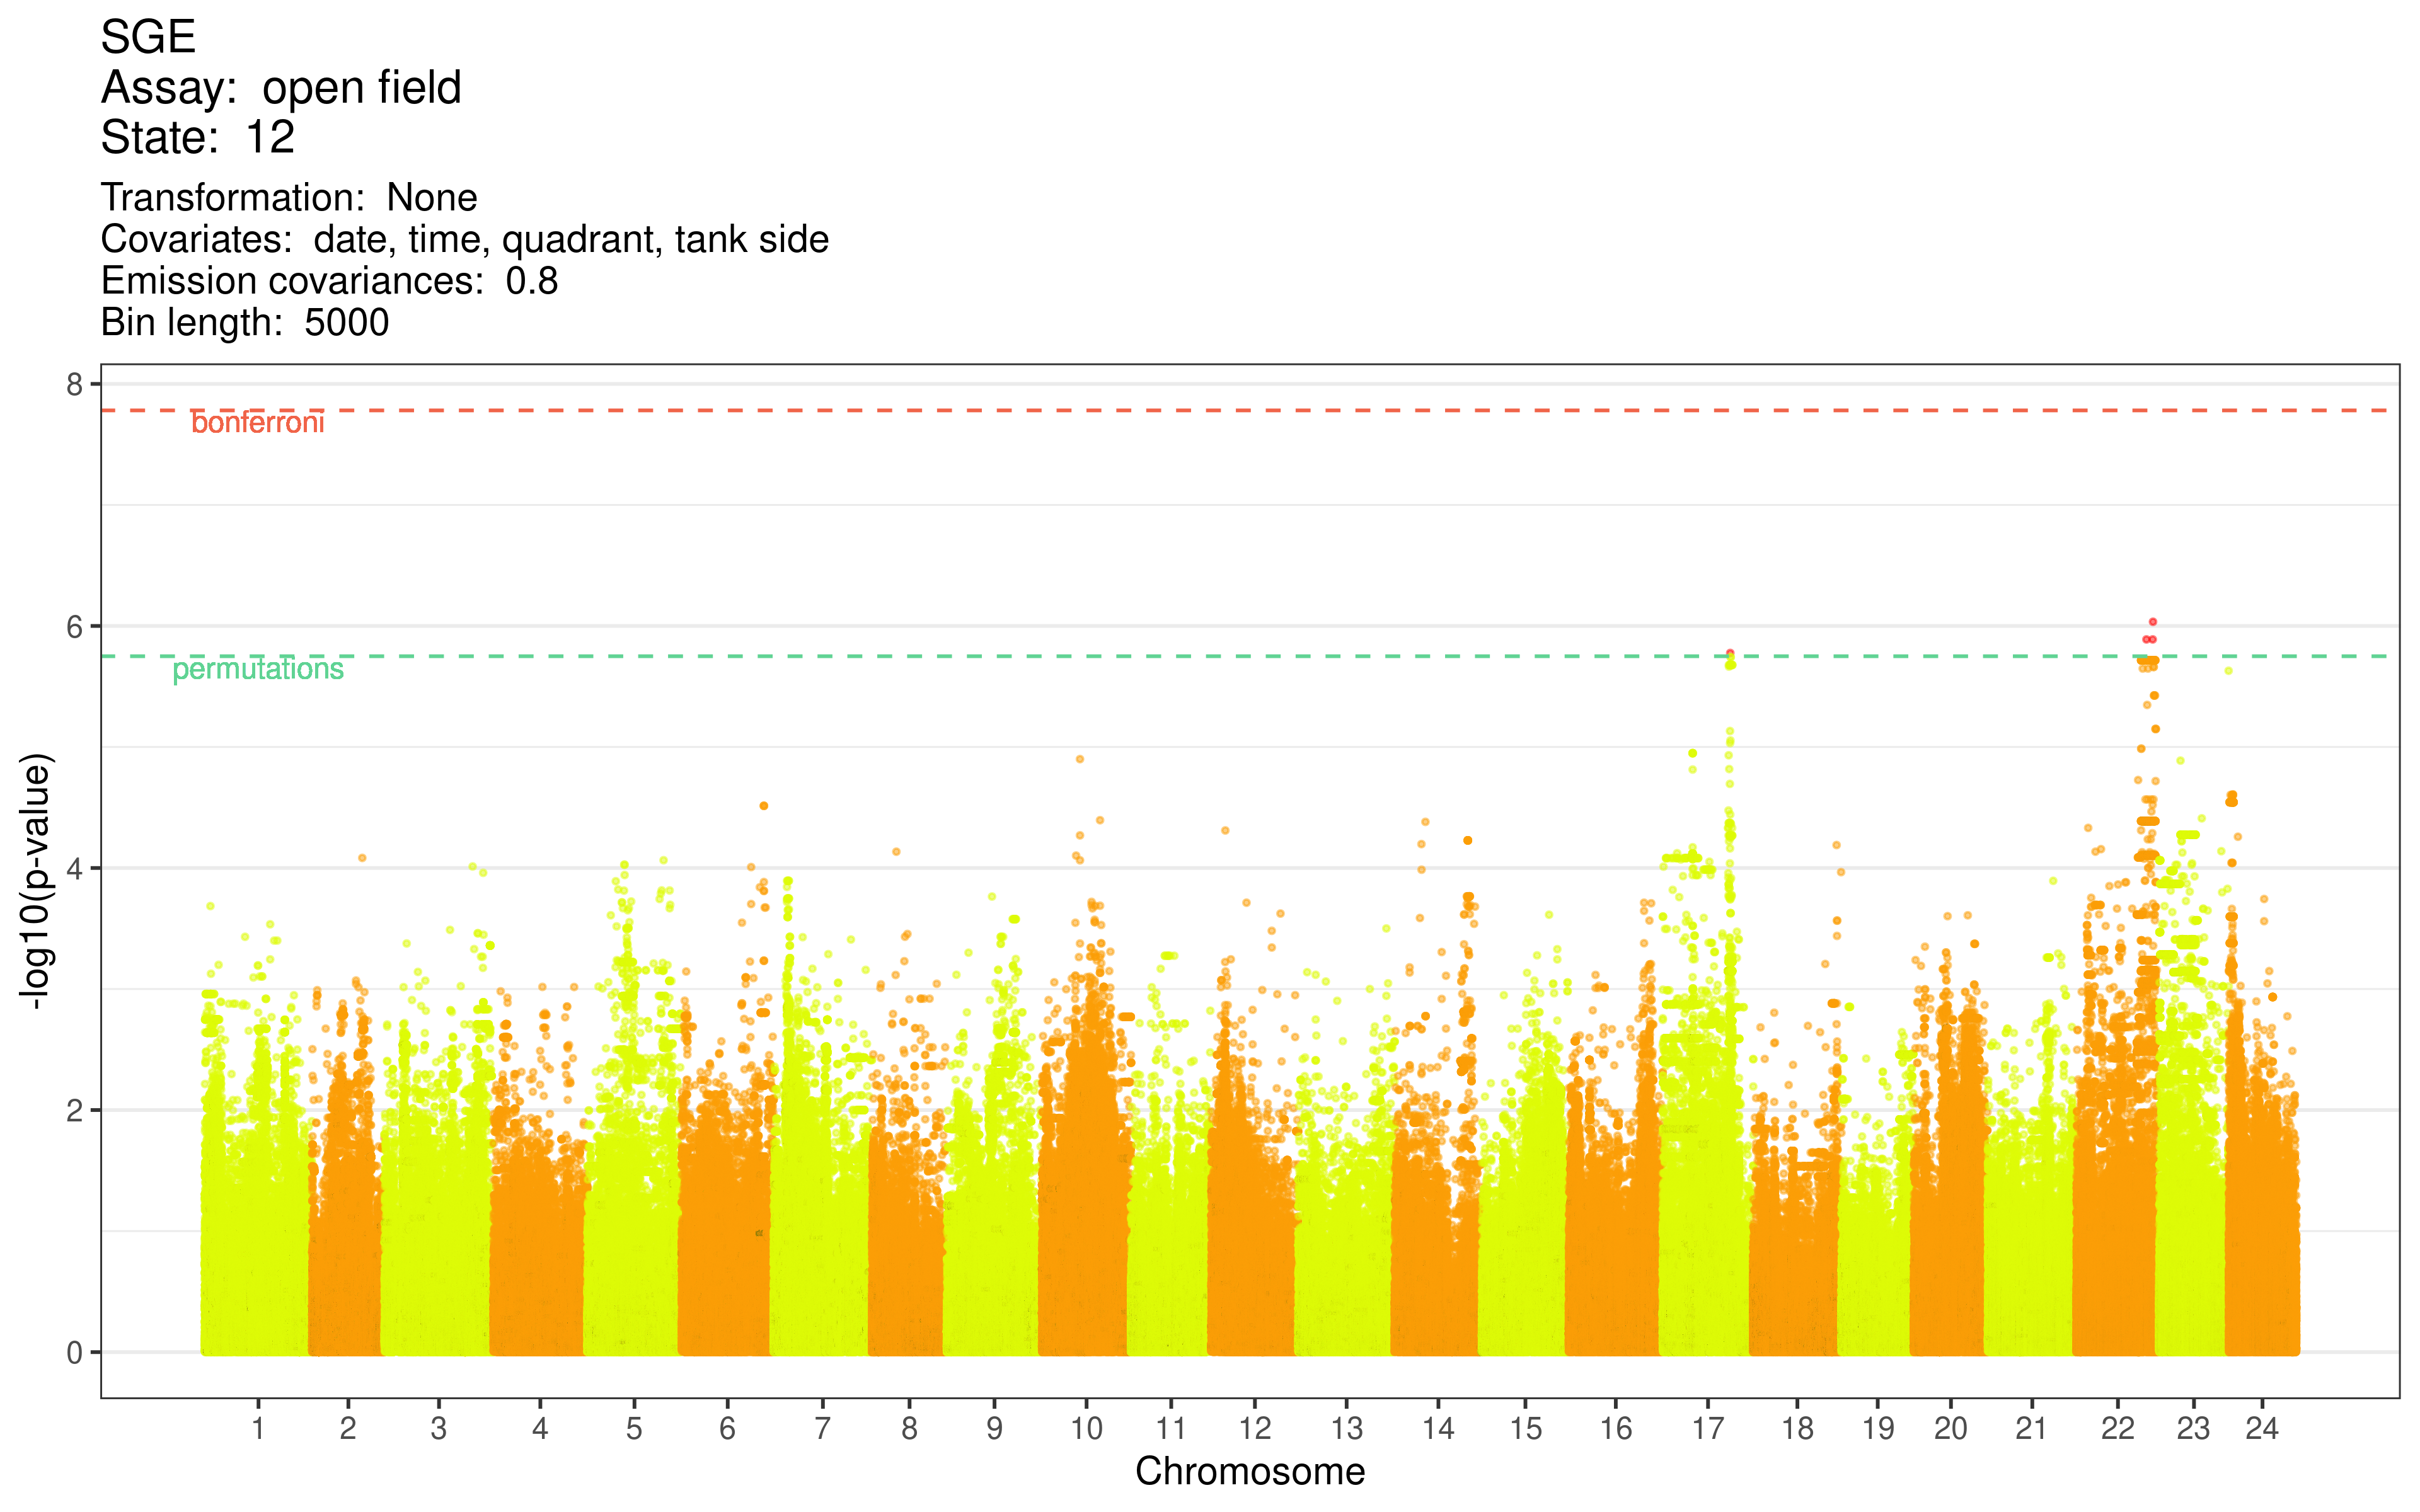 SGE
Assay: open field
State: 12
Transformation: None
Covariates: date, time, quadrant, tank side
Emission covariances: 0.8
Bin length: 5000
8
bonferroni
6
permutations
4
2
0
-log10(p-value)
1 2 3 4 5 6 7 8 9 10 11 12 13 14 15 16 17 18 19 20 21 22 23 24
Chromosome